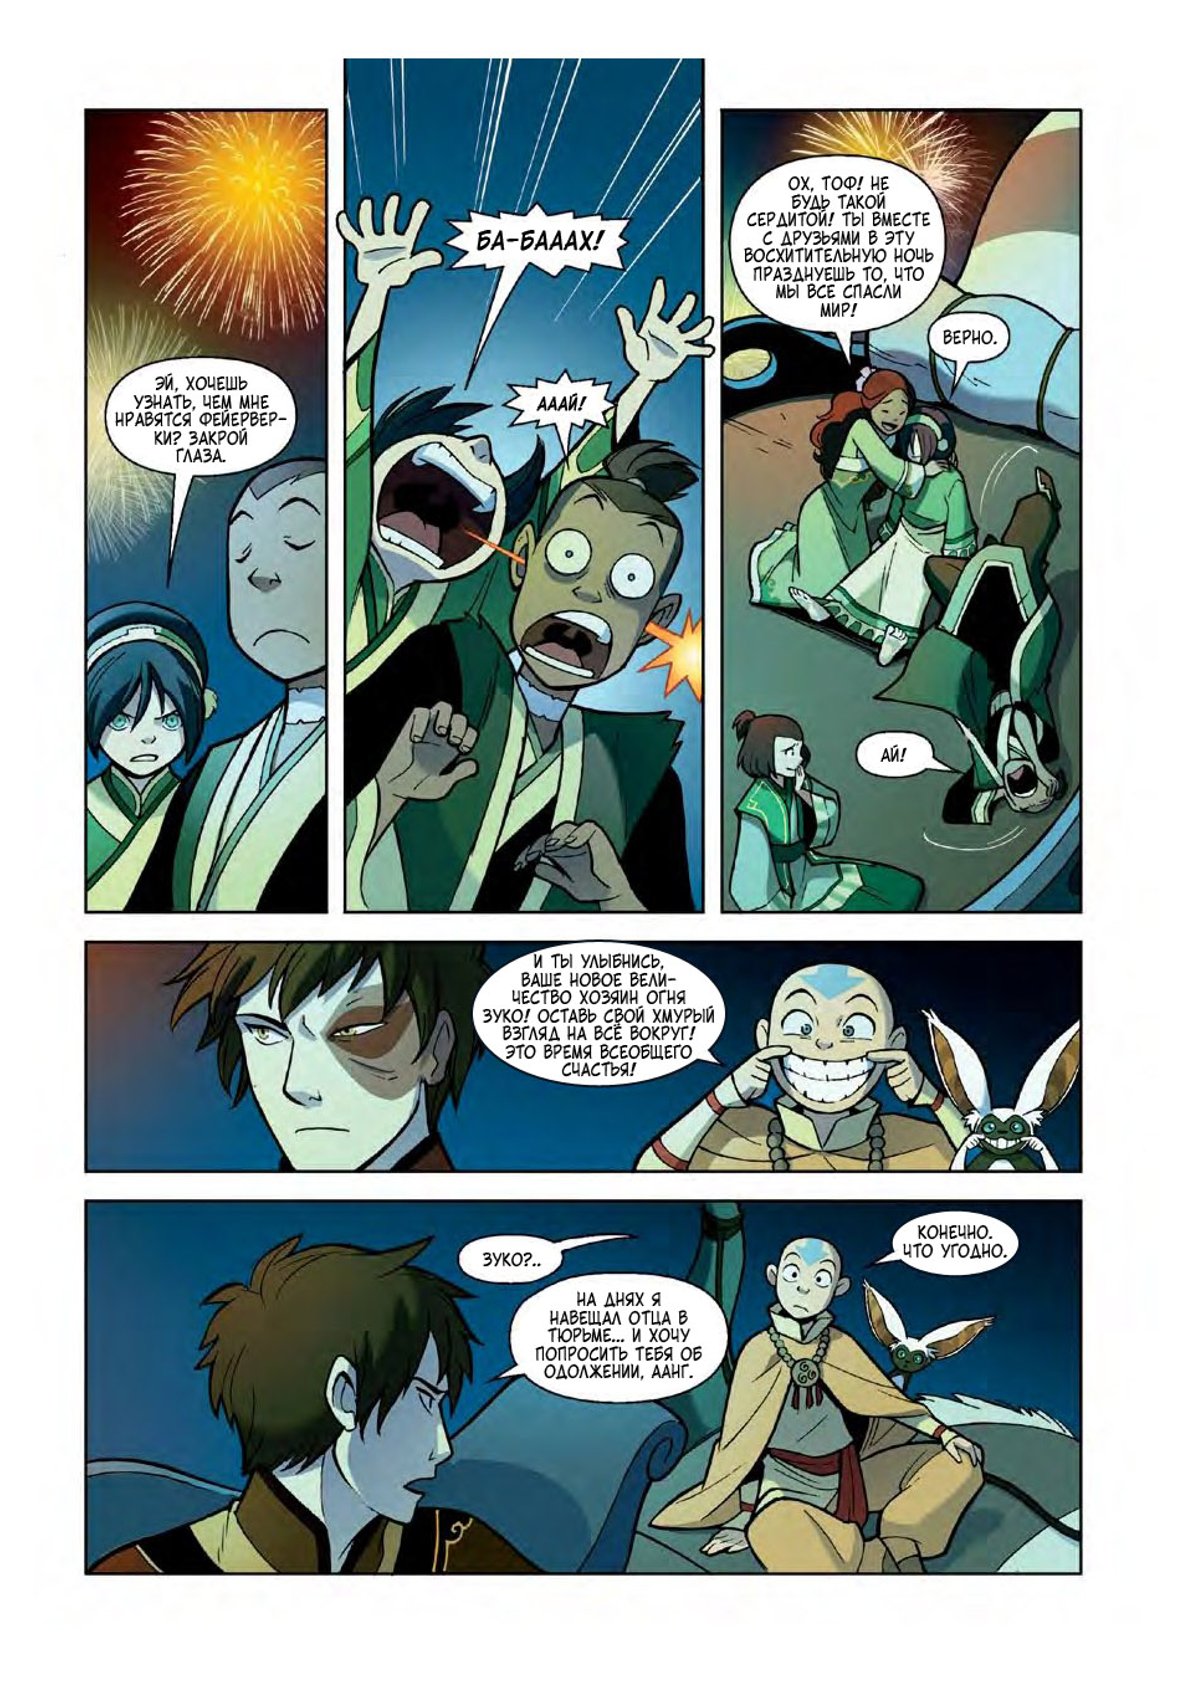 ЭЙ, ХОЧЕШЬ
УЗНАТЬ, ЧЕМ МНЕ
НРАВЯТСЯ ФЕЙЕРВЕР-
КИ? ЗАКРОЙ
ГЛАЗА.
БА-БАААХ!
АААЙ!
ОХ, ТОФ! НЕ
БУДЬ ТАКОЙ
СЕРДИТОЙ! ТЫ ВМЕСТЕ
С ДРУЗЬЯМИ В ЭТУ
ВОСХИТИТЕЛЬНУЮ НОЧЬ
ПРАЗДНУЕШЬ ТО, ЧТО
МЫ ВСЕ СПАСЛИ
МИР!
ВЕРНО.
АЙ!
И ТЫ УЛЫБНИСЬ,
ВАШЕ НОВОЕ ВЕЛИ-
ЧЕСТВО ХОЗЯИН ОГНЯ
ЗУКО! ОСТАВЬ СВОЙ ХМУРЫЙ
ВЗГЛЯД НА ВСЁ ВОКРУГ!
ЭТО ВРЕМЯ ВСЕОБЩЕГО
СЧАСТЬЯ!
ЗУКО?..
НА ДНЯХ Я
НАВЕЩАЛ ОТЦА В
ТЮРЬМЕ... И ХОЧУ
ПОПРОСИТЬ ТЕБЯ ОБ
ОДОЛЖЕНИИ, ААНГ.
КОНЕЧНО.
ЧТО УГОДНО.